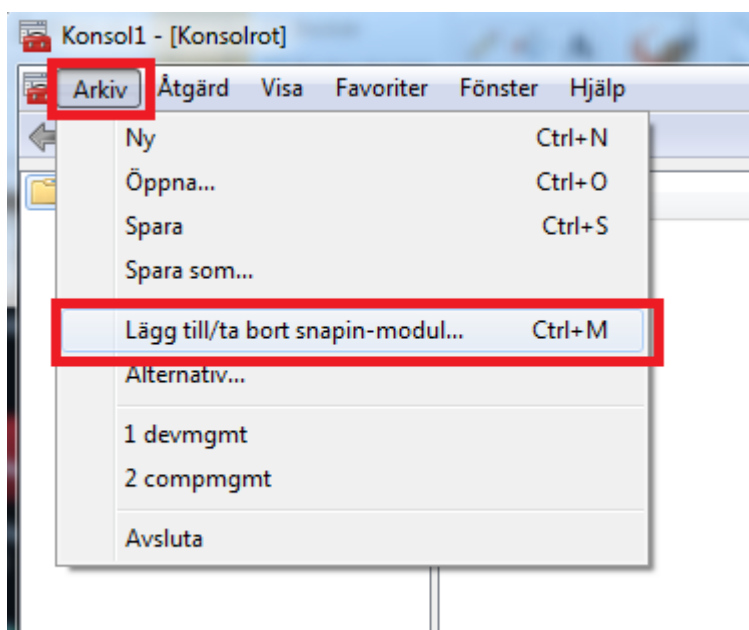 Konsol1 - [Konsolrot]
Arkiv Åtgärd Visa Favoriter Fönster Hjälp
Ny Ctrl+N
Öppna... Ctrl+O
Spara Ctrl+S
Spara som...
Lägg till/ta bort snapin-modul... Ctrl+M
Alternativ...
1 devmgmt
2 compmgmt
Avsluta